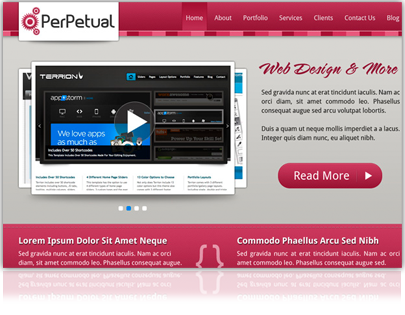 PerPetual
Home About Portfolio Services Clients Contact Us Blog
Web Design & More
Sed gravida nunc at erat tincidunt iaculis. Nam ac
orci diam, sit amet commodo leo. Phasellus
consequat augue sed arcu volutpat lobortis.
Duis a quam ut neque mollis imperdiet a a lacus.
Integer quis diam nunc, eu aliquet nibh.
Read More
TERRION
appstorm
We love apps
as much as
Includes Over 30 Shortcodes
Lorem Ipsum Dolor Sit Amet Neque
Sed gravida nunc at erat tincidunt iaculis. Nam ac orci
diam, sit amet commodo leo. Phasellus consequat augue.
{ }
Commodo Phaellus Arcu Sed Nibh
Sed gravida nunc at erat tincidunt iaculis. Nam ac orci
diam, sit amet commodo leo. Phasellus consequat augue.